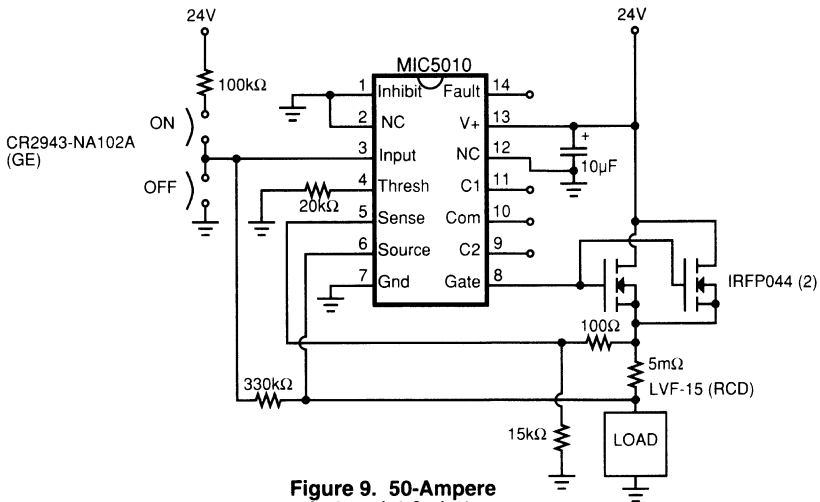 24V
24V
100kΩ
MIC5010
1 Inhibit Fault 14
2 NC V+ 13
3 Input NC 12
4 Thresh C1 11
5 Sense Com 10
6 Source C2 9
7 Gnd Gate 8
ON
CR2943-NA102A
(GE)
OFF
20kΩ
+
10µF
IRFP044 (2)
100Ω
5mΩ
LVF-15 (RCD)
330kΩ
15kΩ
LOAD
Figure 9. 50-Ampere